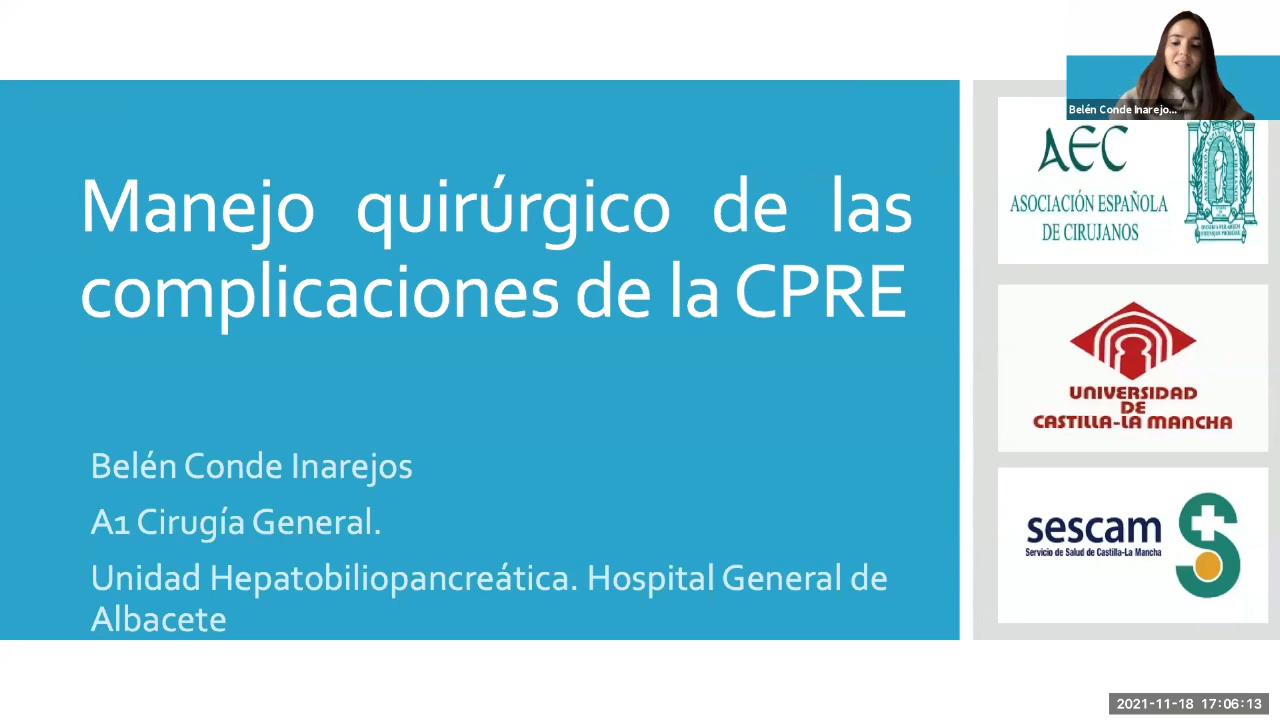 Manejo quirúrgico de las
complicaciones de la CPRE
Belén Conde Inarejos
A1 Cirugía General.
Unidad Hepatobiliopancreática. Hospital General de
Albacete
Belén Conde Inarejo...
AEC
ASOCIACIÓN ESPAÑOLA
DE CIRUJANOS
UNIVERSIDAD
DE
CASTILLA-LA MANCHA
sescam
Servicio de Salud de Castilla-La Mancha
2021-11-18 17:06:13